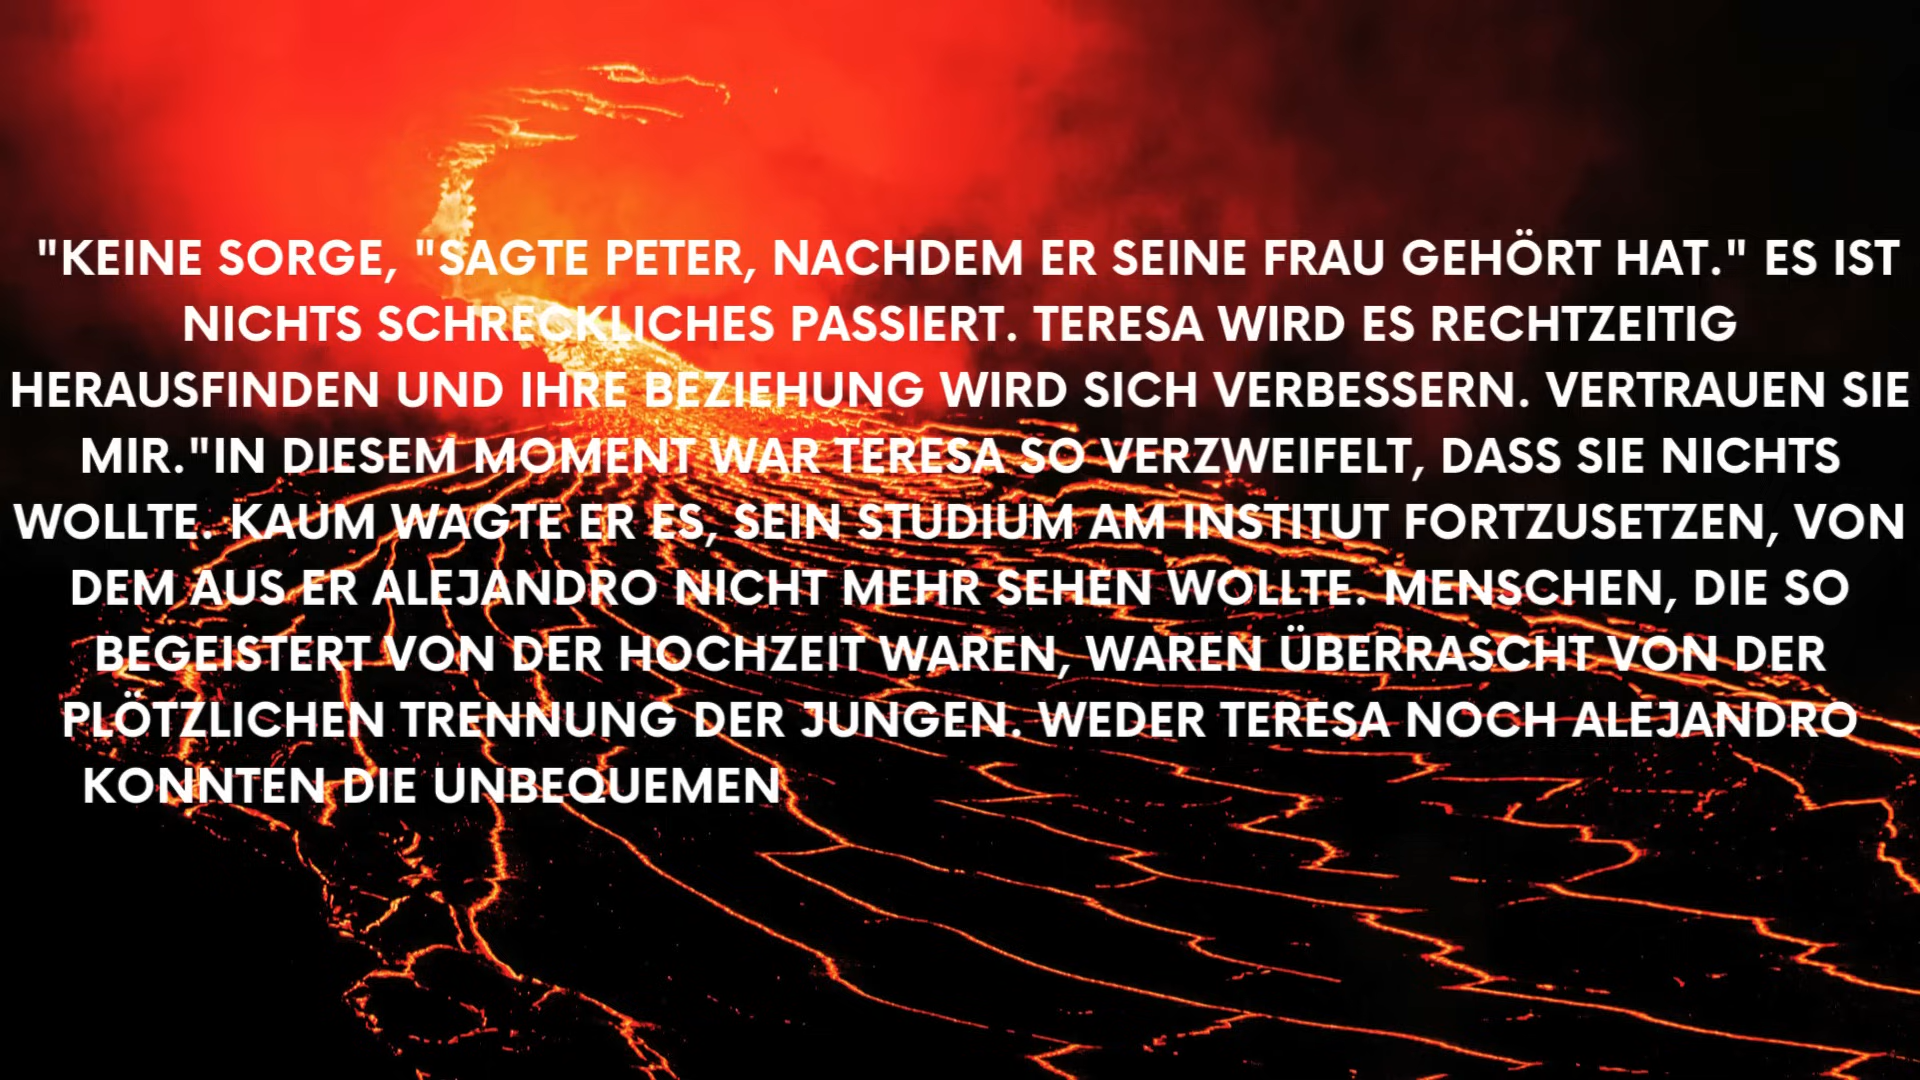 "KEINE SORGE, "SAGTE PETER, NACHDEM ER SEINE FRAU GEHÖRT HAT." ES IST
NICHTS SCHRECKLICHES PASSIERT. TERESA WIRD ES RECHTZEITIG
HERAUSFINDEN UND IHRE BEZIEHUNG WIRD SICH VERBESSERN. VERTRAUEN SIE
MIR."IN DIESEM MOMENT WAR TERESA SO VERZWEIFELT, DASS SIE NICHTS
WOLLTE. KAUM WAGTE ER ES, SEIN STUDIUM AM INSTITUT FORTZUSETZEN, VON
DEM AUS ER ALEJANDRO NICHT MEHR SEHEN WOLLTE. MENSCHEN, DIE SO
BEGEISTERT VON DER HOCHZEIT WAREN, WAREN ÜBERRASCHT VON DER
PLÖTZLICHEN TRENNUNG DER JUNGEN. WEDER TERESA NOCH ALEJANDRO
KONNTEN DIE UNBEQUEMEN